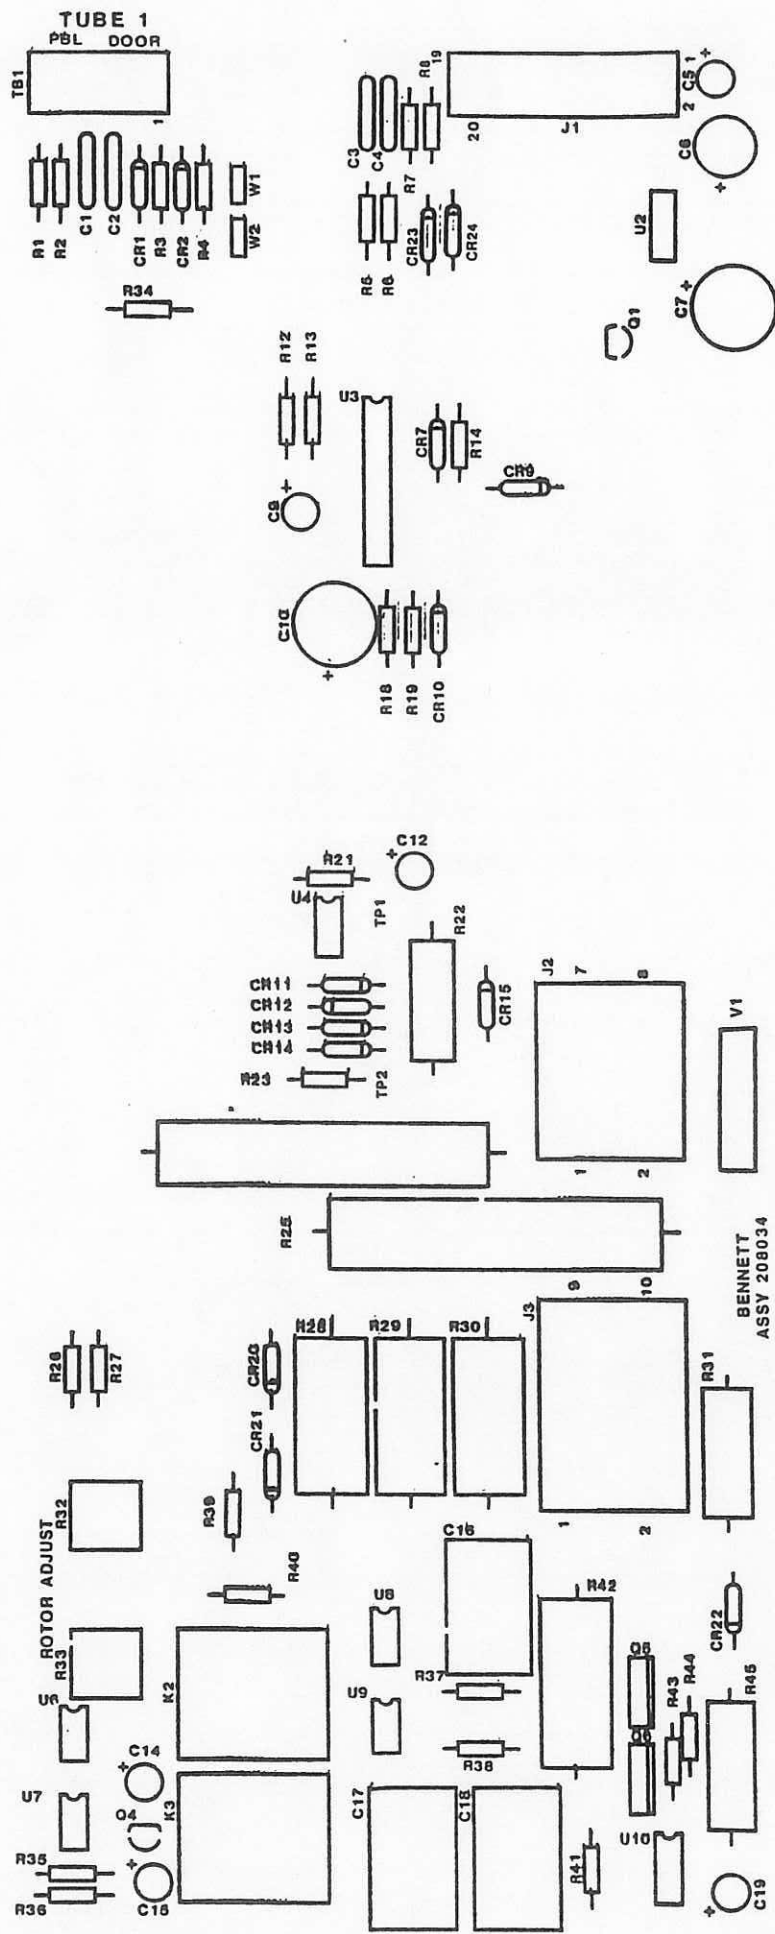 TUBE 1
PBL DOOR
TB1
1
R1
R2
C1
C2
CR1
R3
CR2
R4
W1
W2
R34
C3
C4
R7
R8
19
20
J1
1
2
C5
+
C6
+
R5
R6
CR23
CR24
U2
C7
+
Q1
R12
R13
U3
CR7
R14
CR9
C9
+
C10
+
R18
R19
CR10
C12
+
R21
U4
TP1
R22
CR11
CR12
CR13
CR14
CR15
R23
TP2
J2
7
8
1
2
V1
R25
BENNETT
ASSY 208034
R26
R27
CR20
CR21
R28
R29
R30
J3
9
10
1
2
R31
ROTOR ADJUST
R32
R33
R39
R40
C16
U8
R42
CR22
K2
U6
U9
R37
R38
Q5
Q6
R43
R44
R45
U7
C14
+
Q4
K3
C15
+
R35
R36
C17
C18
R41
U10
C19
+